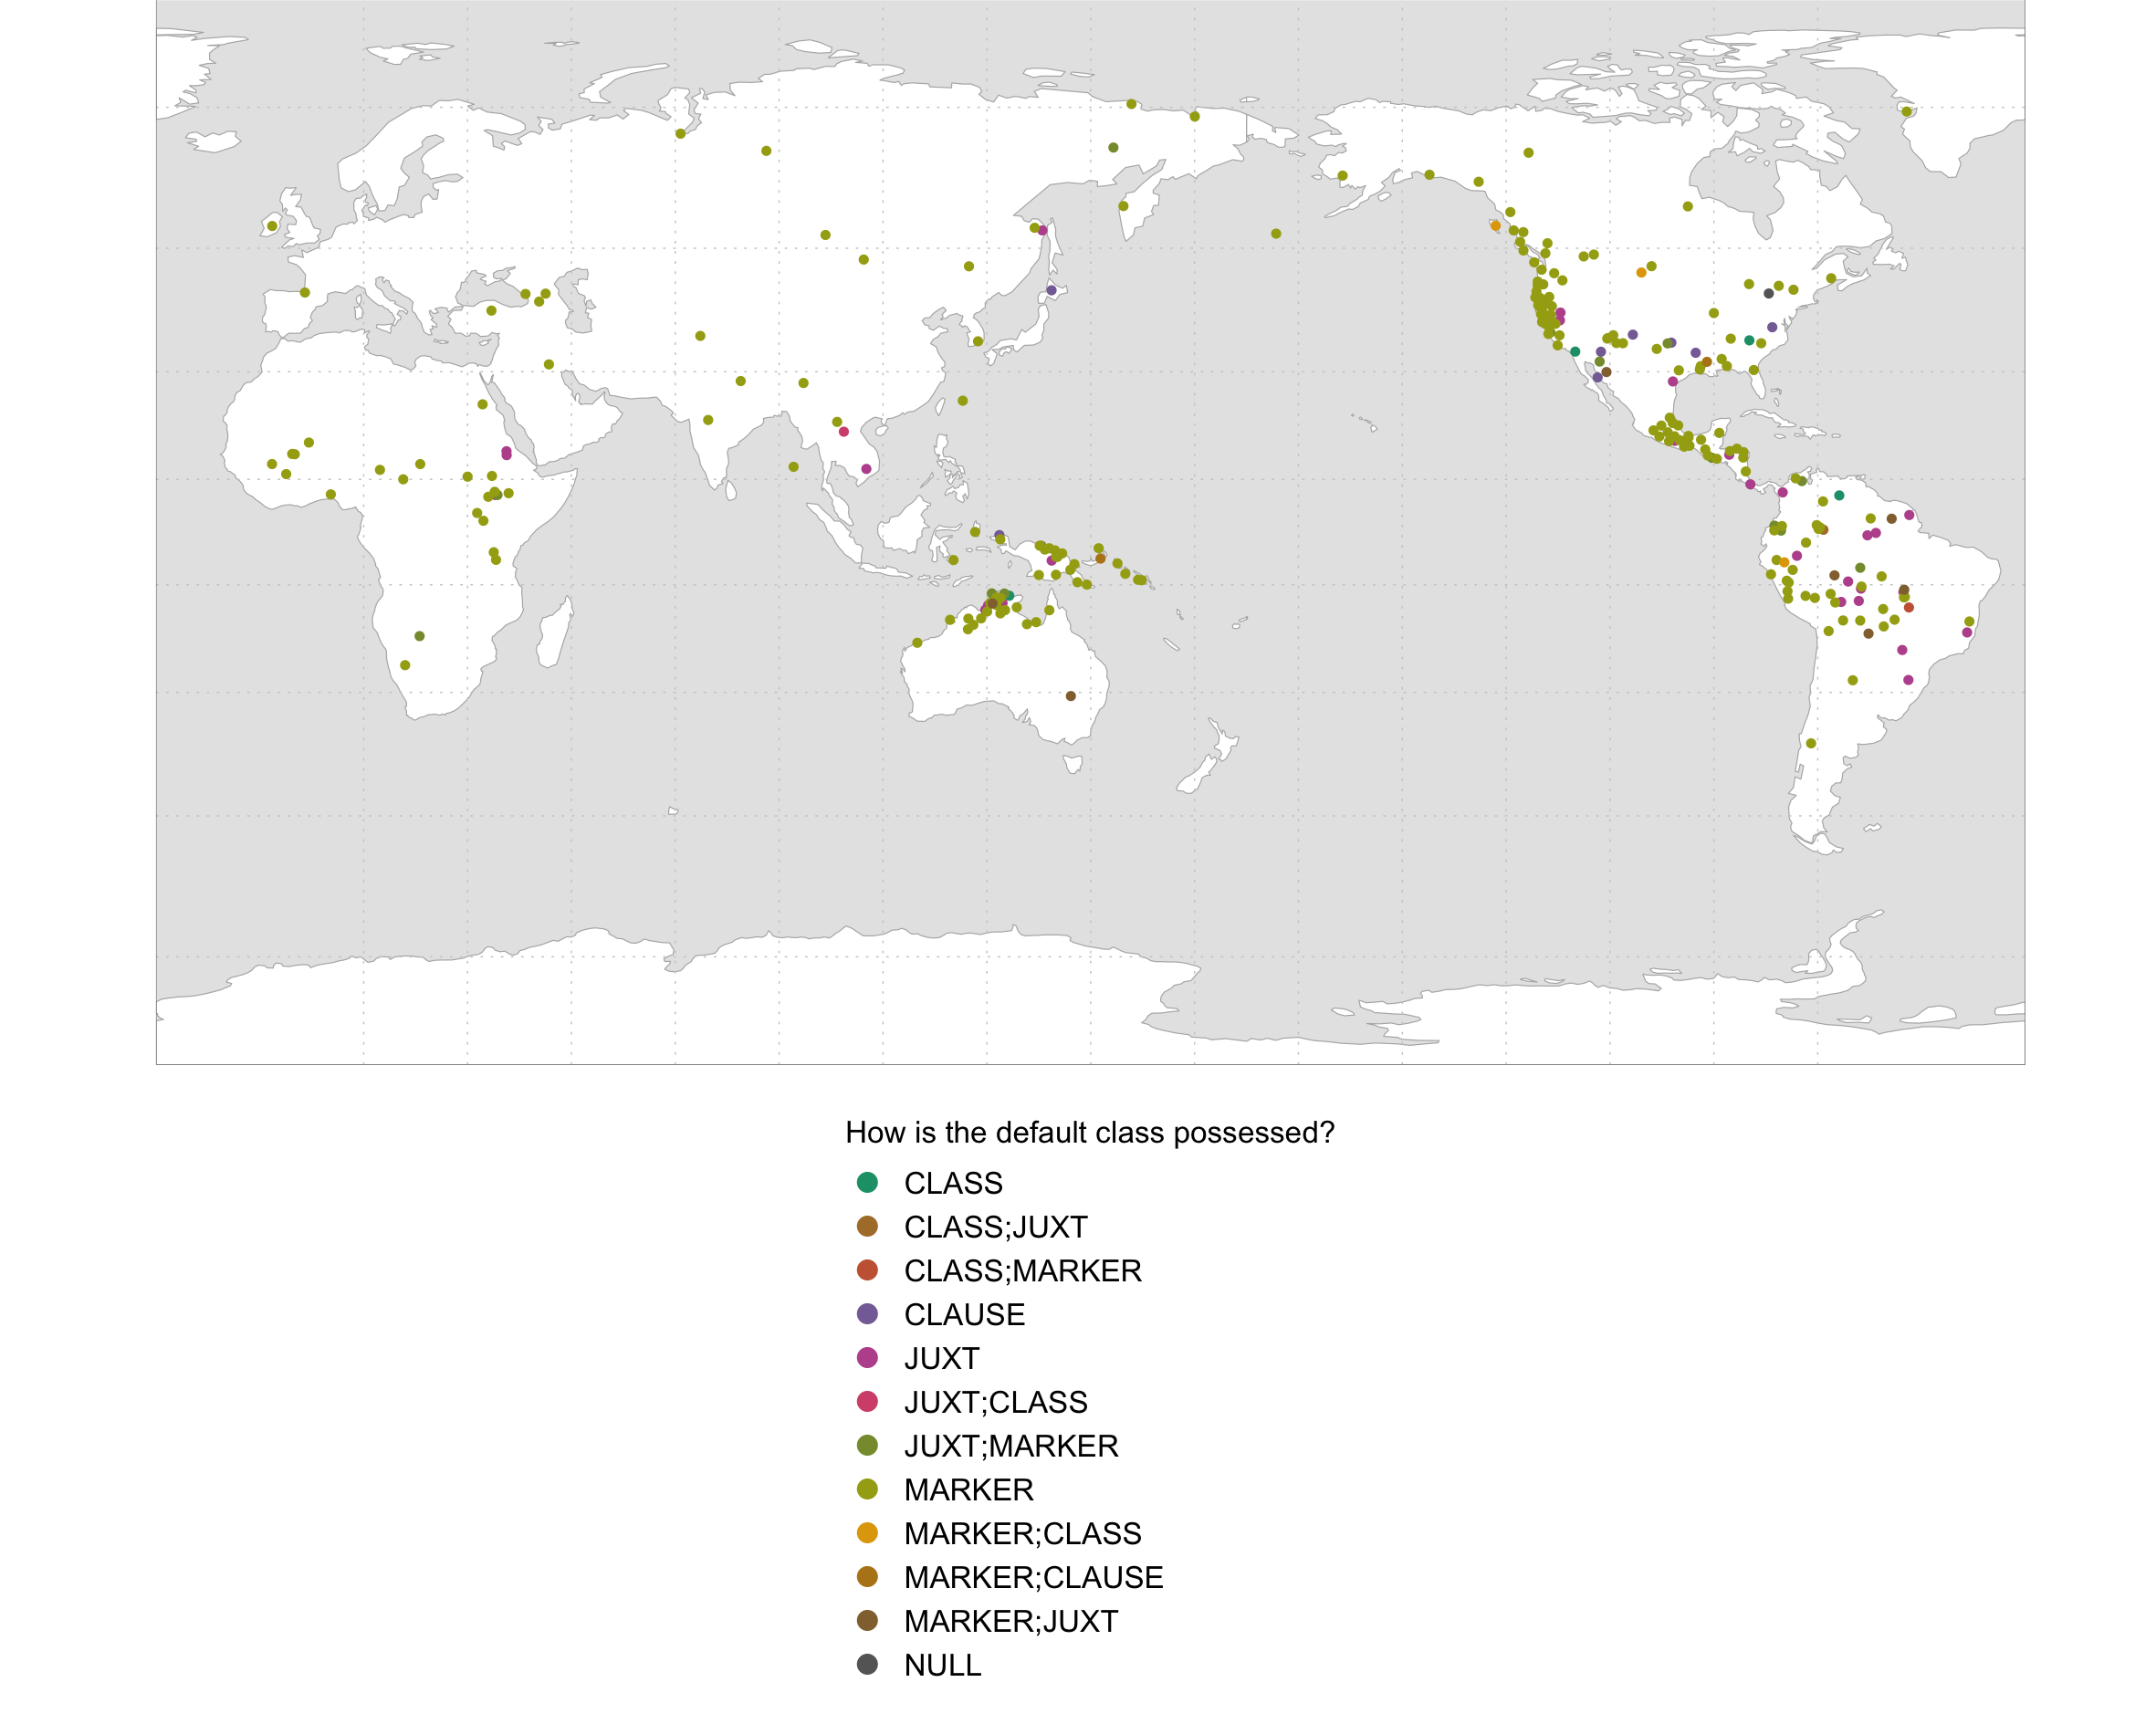 How is the default class possessed?
CLASS
CLASS;JUXT
CLASS;MARKER
CLAUSE
JUXT
JUXT;CLASS
JUXT;MARKER
MARKER
MARKER;CLASS
MARKER;CLAUSE
MARKER;JUXT
NULL